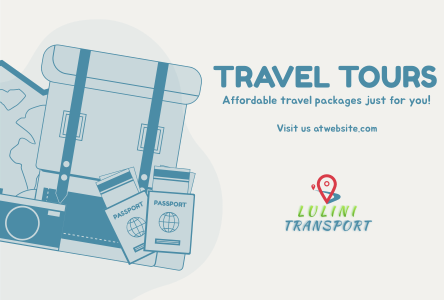 TRAVEL TOURS
Affordable travel packages just for you!
Visit us atwebsite.com
PASSPORT
PASSPORT
LULINI
TRANSPORT